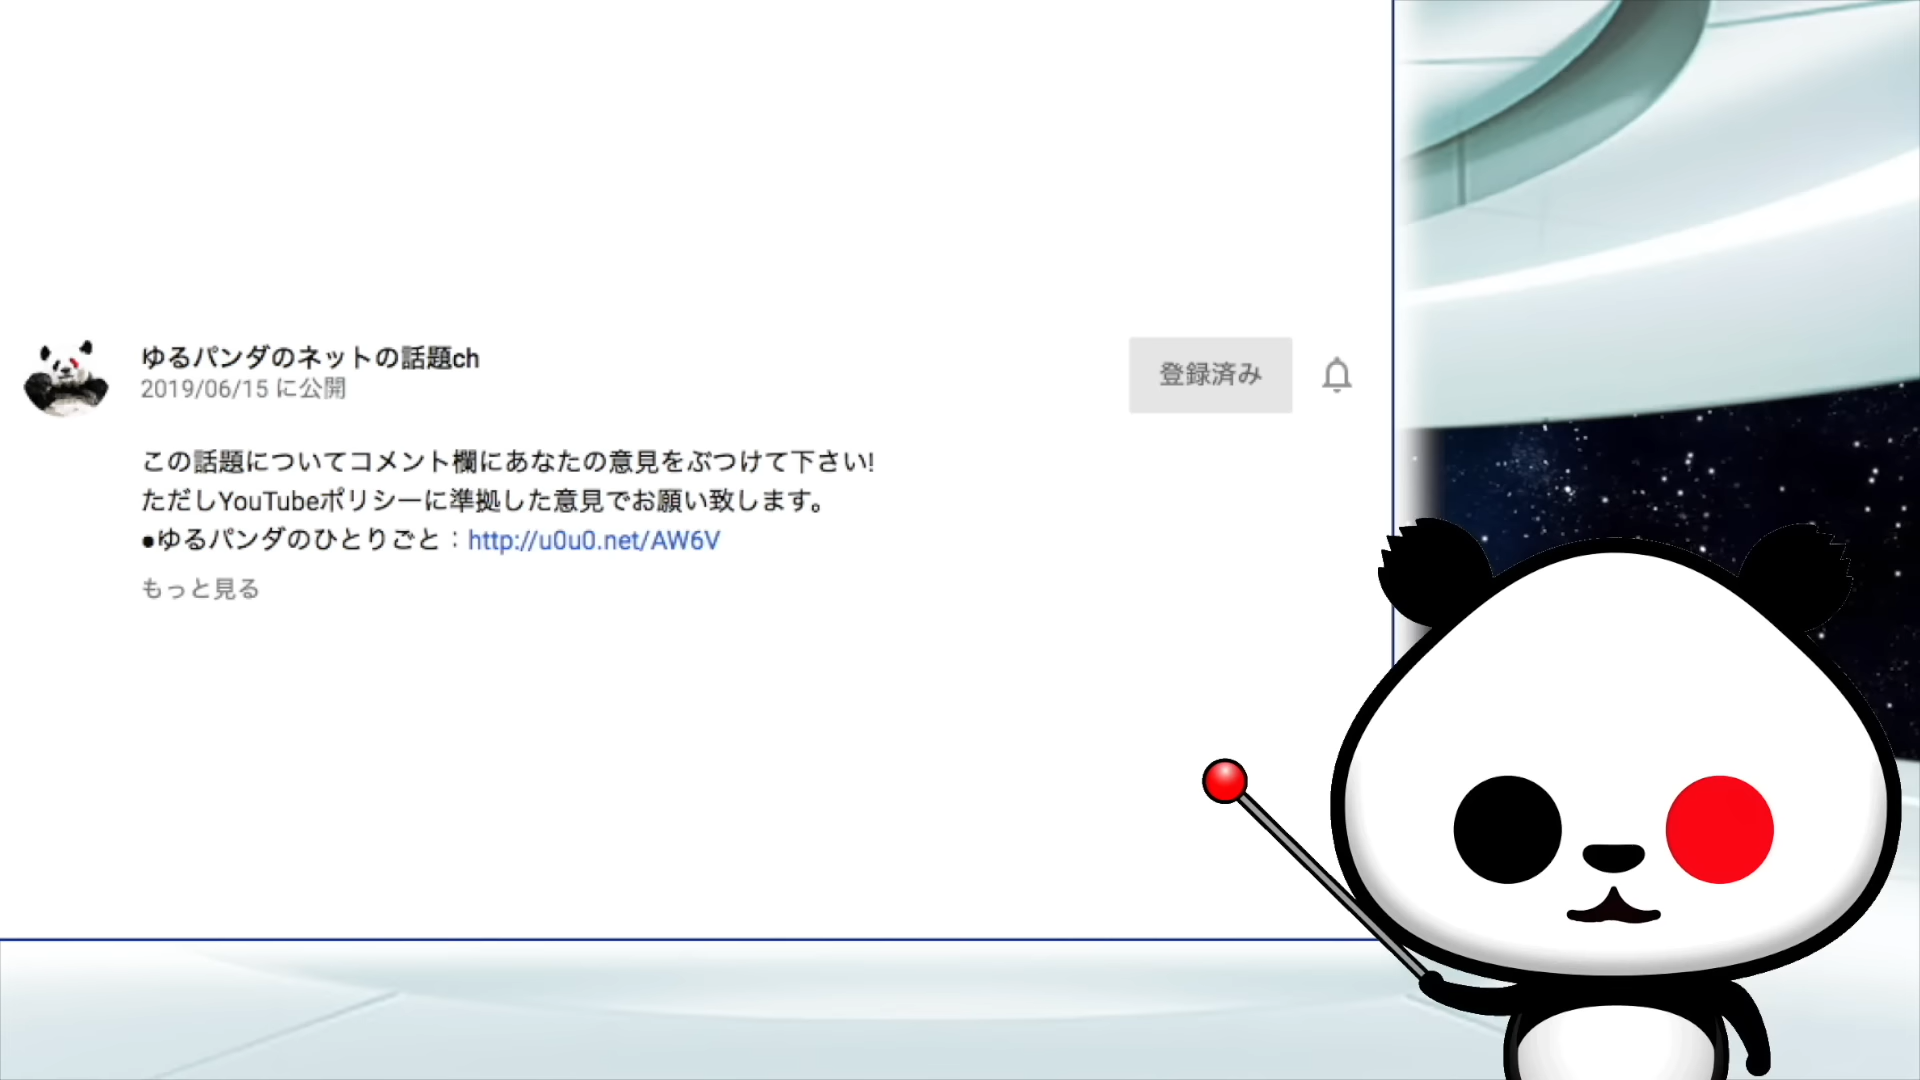 ゆるパンダのネットの話題ch
2019/06/15 に公開
登録済み
この話題についてコメント欄にあなたの意見をぶつけて下さい!
ただしYouTubeポリシーに準拠した意見でお願い致します。
●ゆるパンダのひとりごと：http://u0u0.net/AW6V
もっと見る